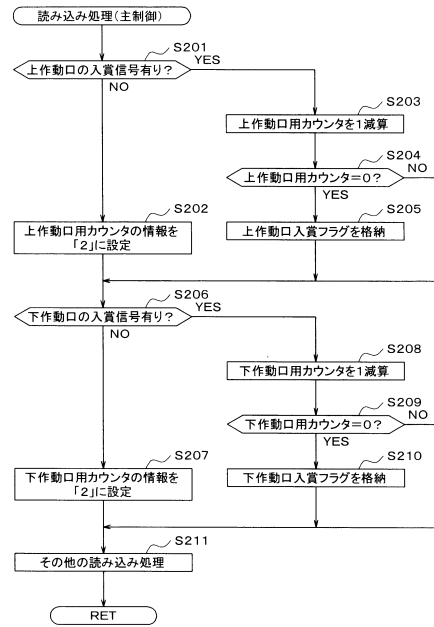 読み込み処理(主制御)
S201
上作動口の入賞信号有り?
YES
NO
S203
上作動口用カウンタを1減算
S204
上作動口用カウンタ=0?
NO
YES
S202
上作動口用カウンタの情報を
「2」に設定
S205
上作動口入賞フラグを格納
S206
下作動口の入賞信号有り?
YES
NO
S208
下作動口用カウンタを1減算
S209
下作動口用カウンタ=0?
NO
YES
S207
下作動口用カウンタの情報を
「2」に設定
S210
下作動口入賞フラグを格納
S211
その他の読み込み処理
RET